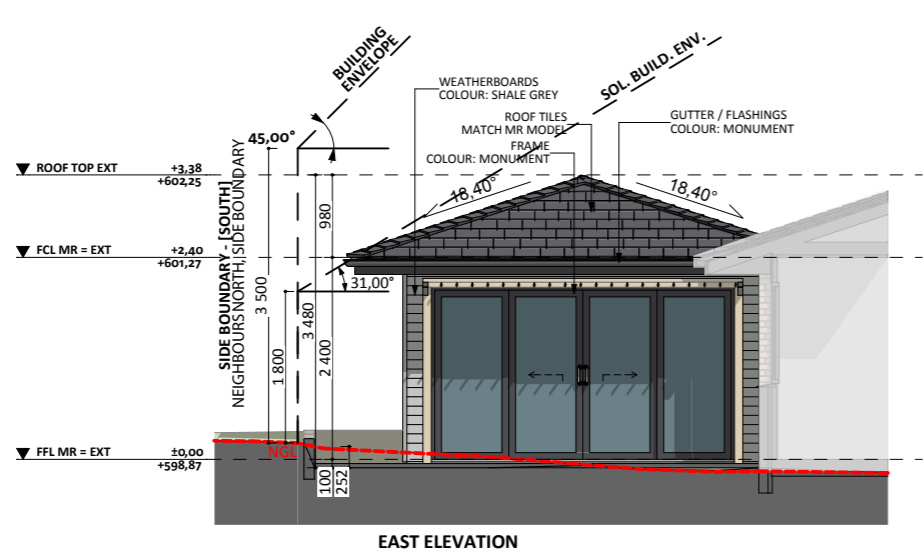 BUILDING
ENVELOPE
SOL. BUILD. ENV.
WEATHERBOARDS
COLOUR: SHALE GREY
ROOF TILES
MATCH MR MODEL
FRAME
COLOUR: MONUMENT
GUTTER / FLASHINGS
COLOUR: MONUMENT
45,00°
ROOF TOP EXT +3,38
+602,25
18,40°
18,40°
980
FCL MR = EXT +2,40
+601,27
31,00°
SIDE BOUNDARY - [SOUTH]
NEIGHBOURS NORTH, SIDE BOUNDARY
3 500
1 800
3 480
2 400
NGL
FFL MR = EXT ±0,00
+598,87
100
252
EAST ELEVATION